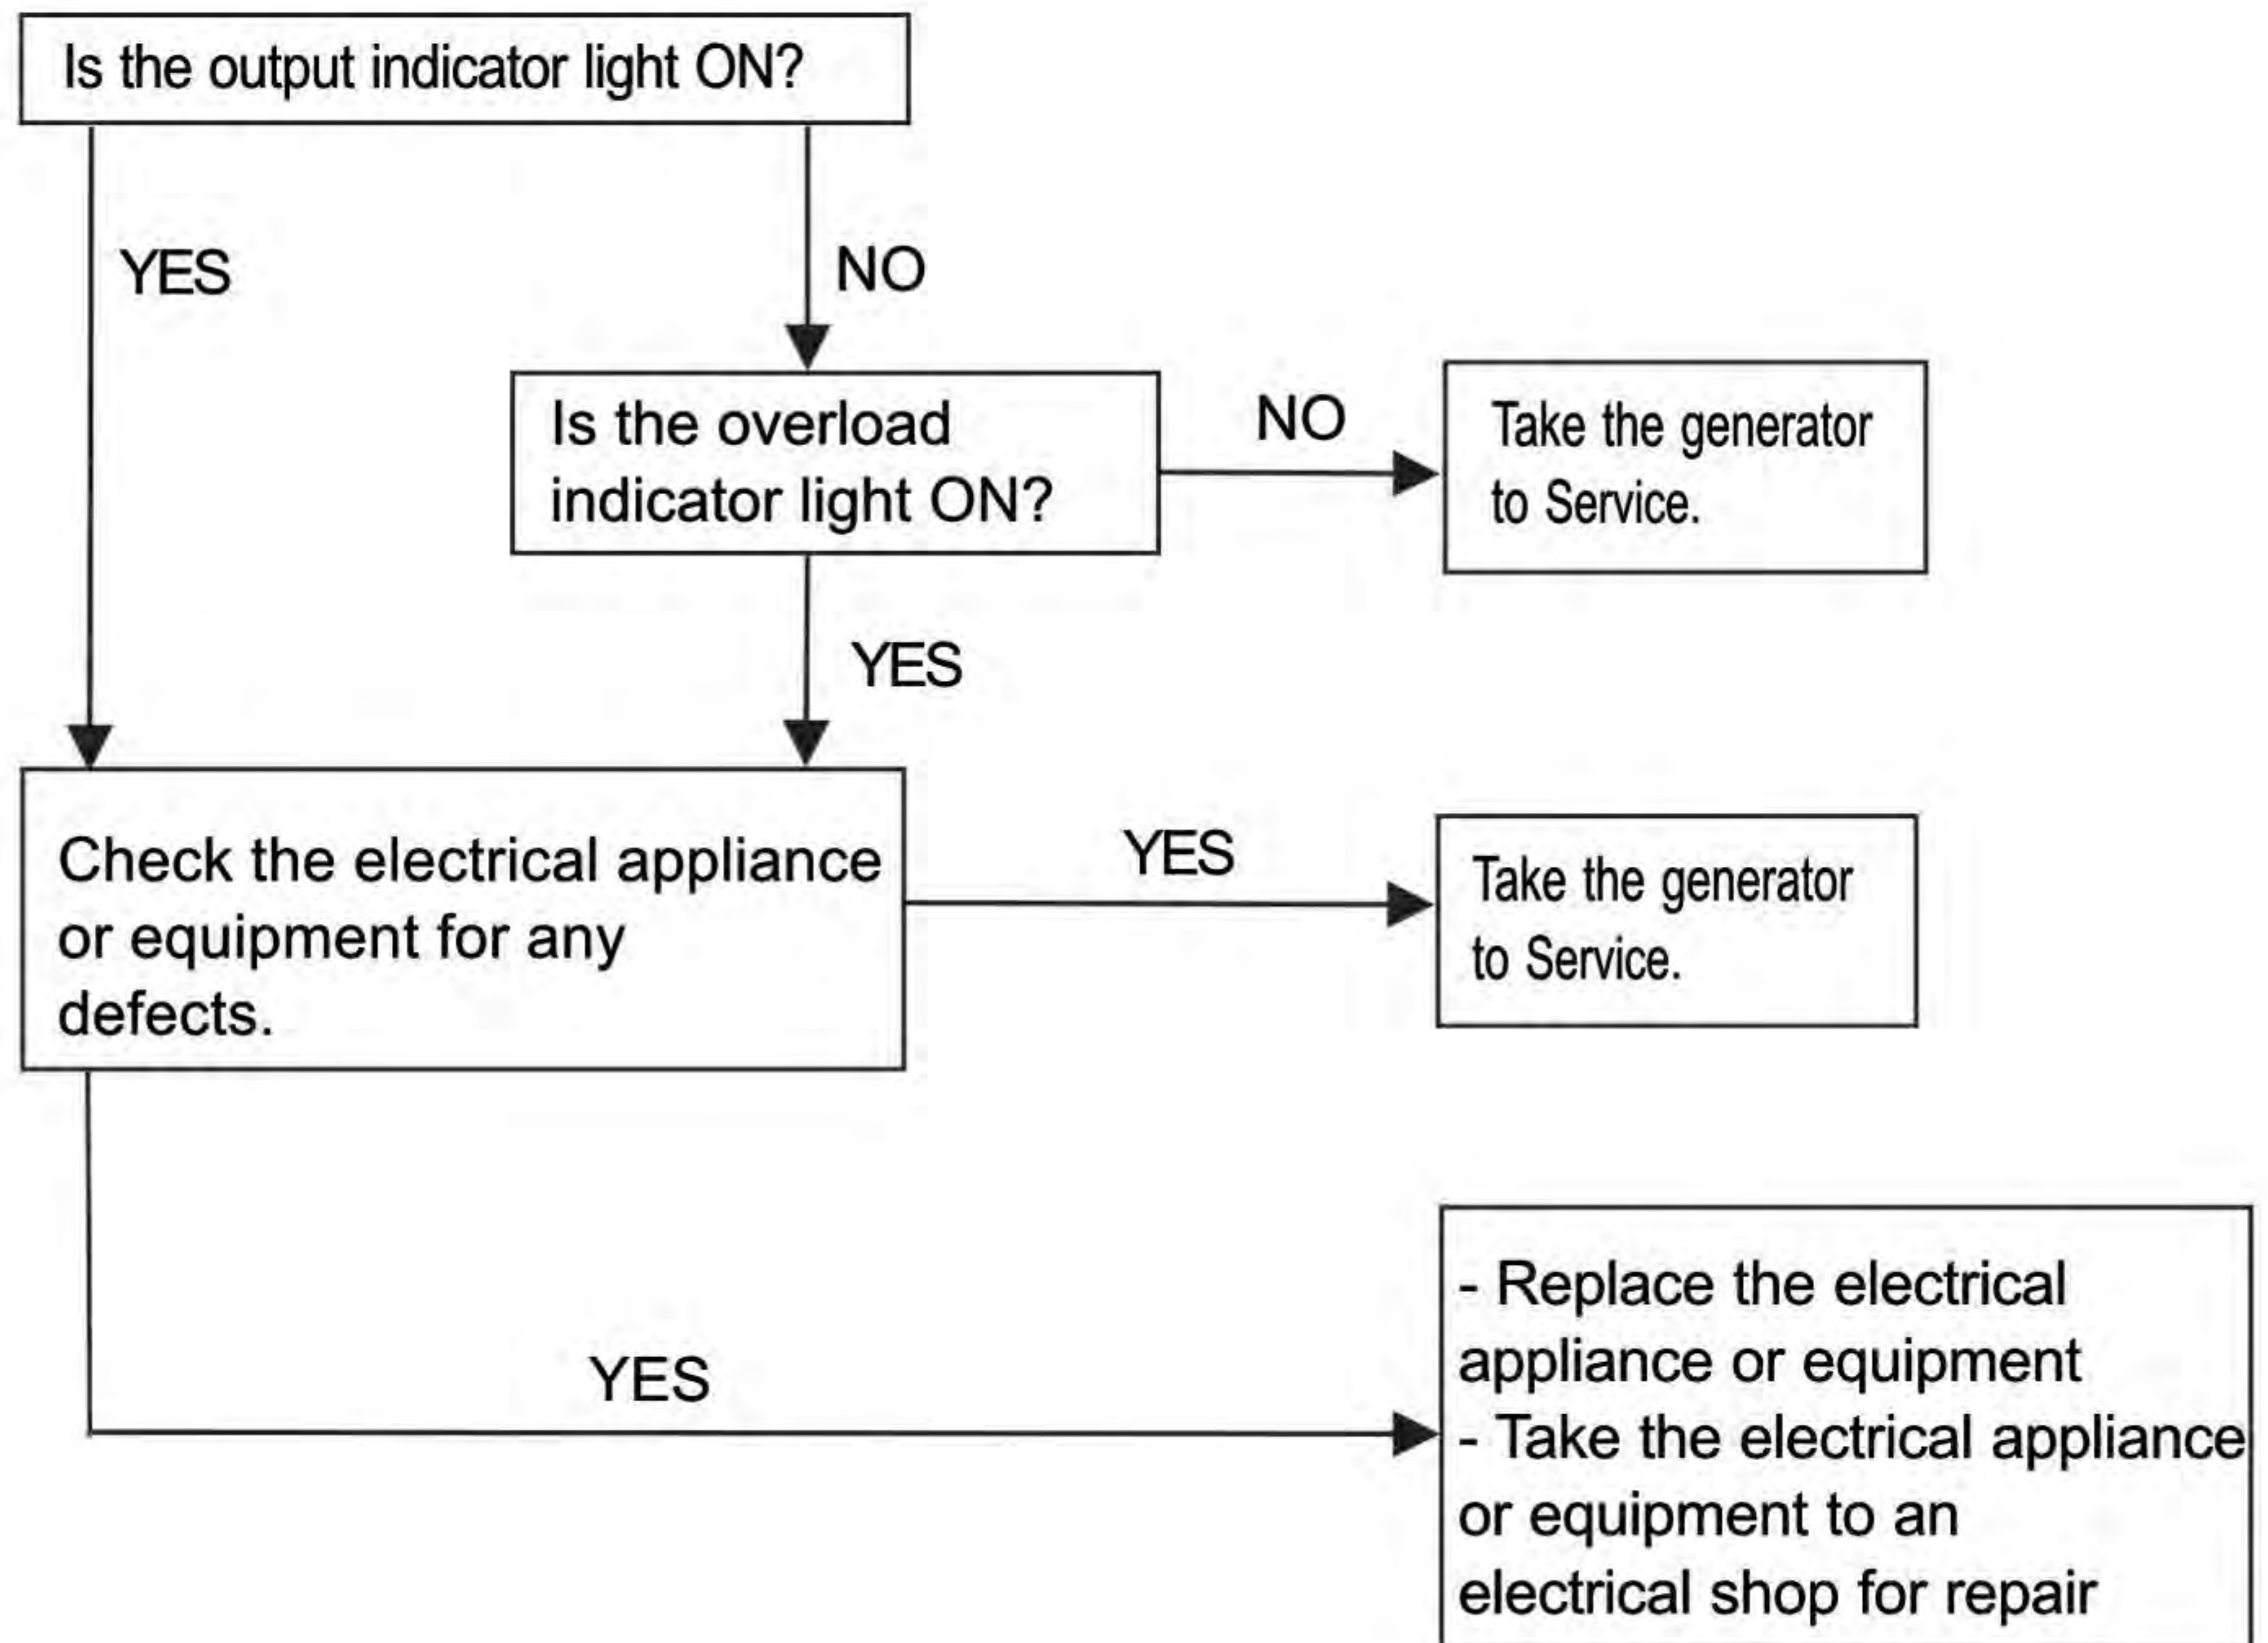 Is the output indicator light ON?
YES
NO
Is the overload
indicator light ON?
NO
Take the generator
to Service.
YES
Check the electrical appliance
or equipment for any
defects.
YES
Take the generator
to Service.
YES
- Replace the electrical
appliance or equipment
- Take the electrical appliance
or equipment to an
electrical shop for repair